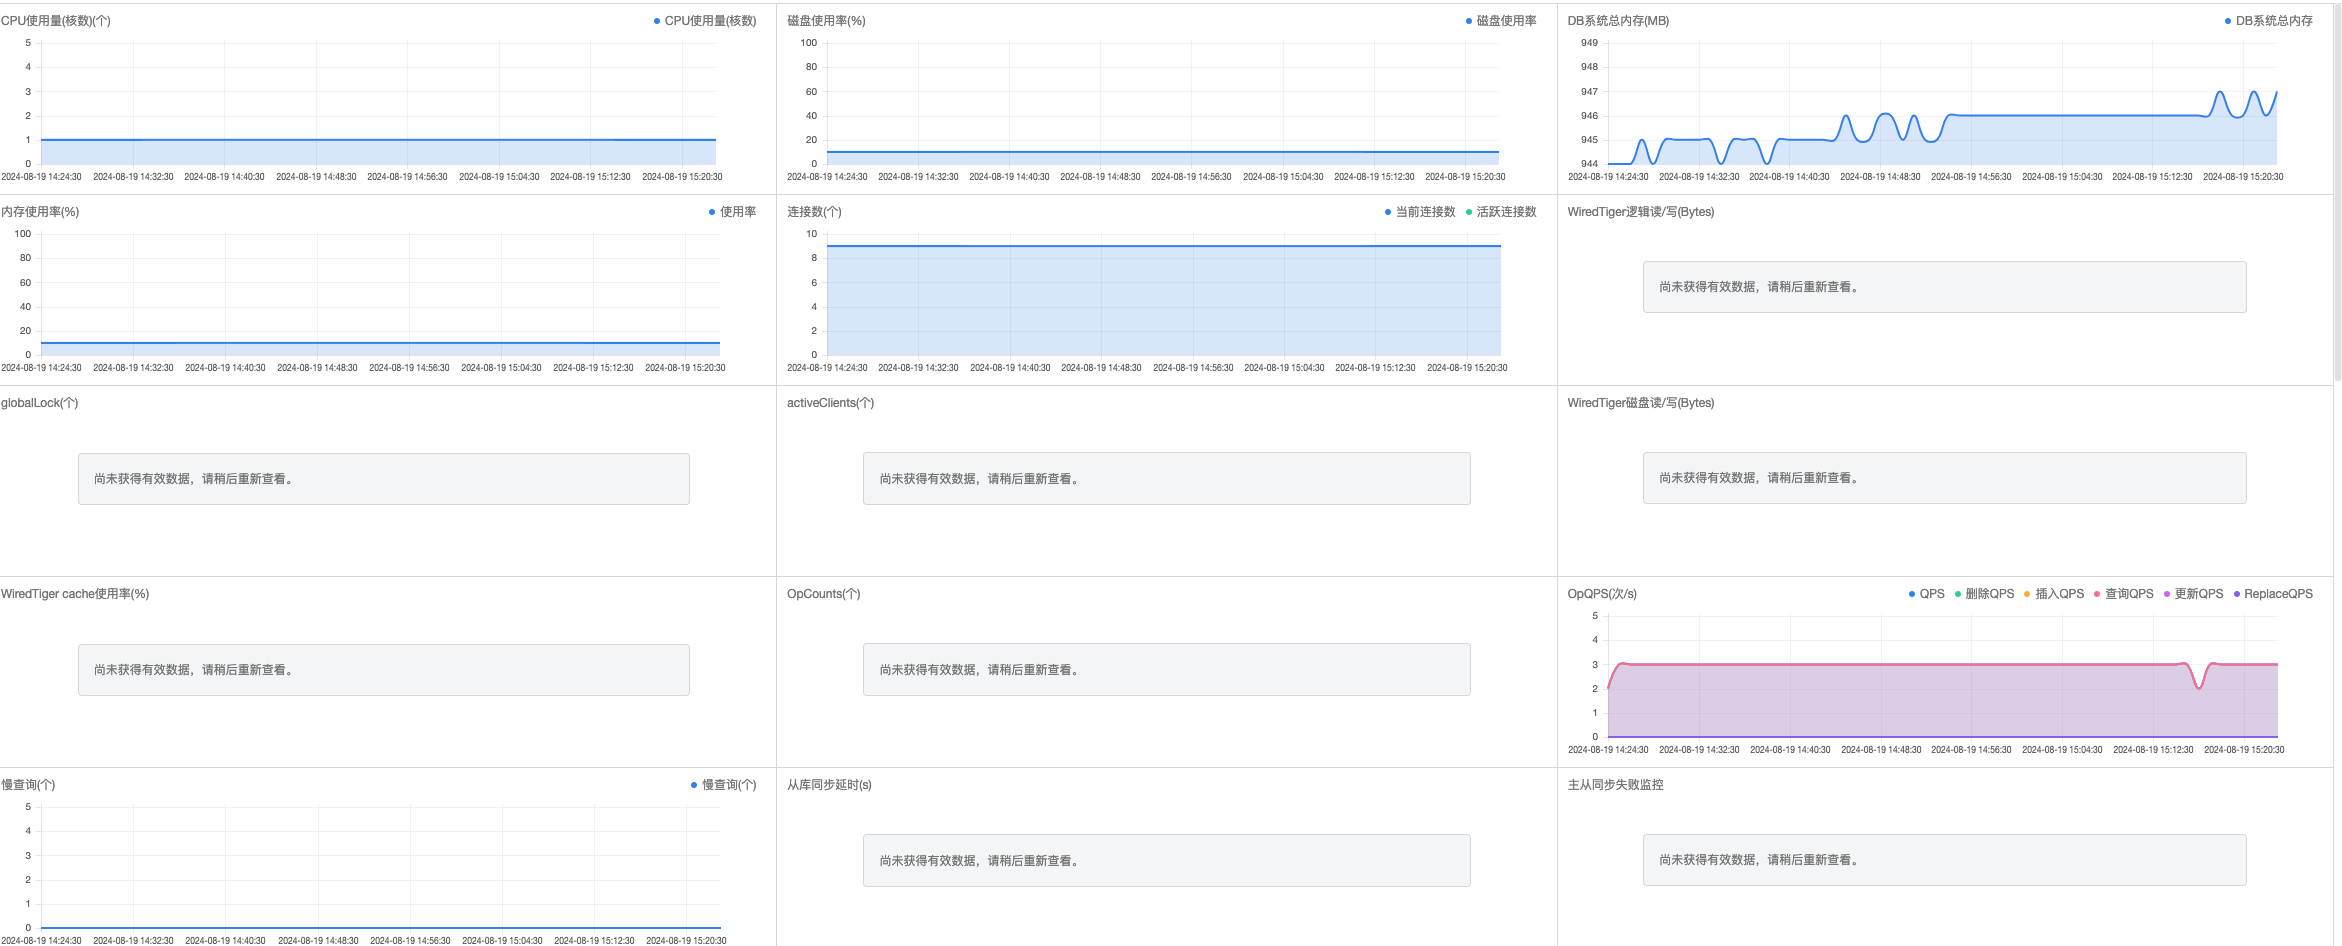 CPU使用量(核数)(个)
CPU使用量(核数)
5
4
3
2
1
0
2024-08-19 14:24:30 2024-08-19 14:32:30 2024-08-19 14:40:30 2024-08-19 14:48:30 2024-08-19 14:56:30 2024-08-19 15:04:30 2024-08-19 15:12:30 2024-08-19 15:20:30
磁盘使用率(%)
磁盘使用率
100
80
60
40
20
0
2024-08-19 14:24:30 2024-08-19 14:32:30 2024-08-19 14:40:30 2024-08-19 14:48:30 2024-08-19 14:56:30 2024-08-19 15:04:30 2024-08-19 15:12:30 2024-08-19 15:20:30
DB系统总内存(MB)
DB系统总内存
949
948
947
946
945
944
2024-08-19 14:24:30 2024-08-19 14:32:30 2024-08-19 14:40:30 2024-08-19 14:48:30 2024-08-19 14:56:30 2024-08-19 15:04:30 2024-08-19 15:12:30 2024-08-19 15:20:30
内存使用率(%)
使用率
100
80
60
40
20
0
2024-08-19 14:24:30 2024-08-19 14:32:30 2024-08-19 14:40:30 2024-08-19 14:48:30 2024-08-19 14:56:30 2024-08-19 15:04:30 2024-08-19 15:12:30 2024-08-19 15:20:30
连接数(个)
当前连接数 活跃连接数
10
8
6
4
2
0
2024-08-19 14:24:30 2024-08-19 14:32:30 2024-08-19 14:40:30 2024-08-19 14:48:30 2024-08-19 14:56:30 2024-08-19 15:04:30 2024-08-19 15:12:30 2024-08-19 15:20:30
WiredTiger逻辑读/写(Bytes)
尚未获得有效数据，请稍后重新查看。
globalLock(个)
尚未获得有效数据，请稍后重新查看。
activeClients(个)
尚未获得有效数据，请稍后重新查看。
WiredTiger磁盘读/写(Bytes)
尚未获得有效数据，请稍后重新查看。
WiredTiger cache使用率(%)
尚未获得有效数据，请稍后重新查看。
OpCounts(个)
尚未获得有效数据，请稍后重新查看。
OpQPS(次/s)
QPS 删除QPS 插入QPS 查询QPS 更新QPS ReplaceQPS
5
4
3
2
1
0
2024-08-19 14:24:30 2024-08-19 14:32:30 2024-08-19 14:40:30 2024-08-19 14:48:30 2024-08-19 14:56:30 2024-08-19 15:04:30 2024-08-19 15:12:30 2024-08-19 15:20:30
慢查询(个)
慢查询(个)
5
4
3
2
1
0
2024-08-19 14:24:30 2024-08-19 14:32:30 2024-08-19 14:40:30 2024-08-19 14:48:30 2024-08-19 14:56:30 2024-08-19 15:04:30 2024-08-19 15:12:30 2024-08-19 15:20:30
从库同步延时(s)
尚未获得有效数据，请稍后重新查看。
主从同步失败监控
尚未获得有效数据，请稍后重新查看。